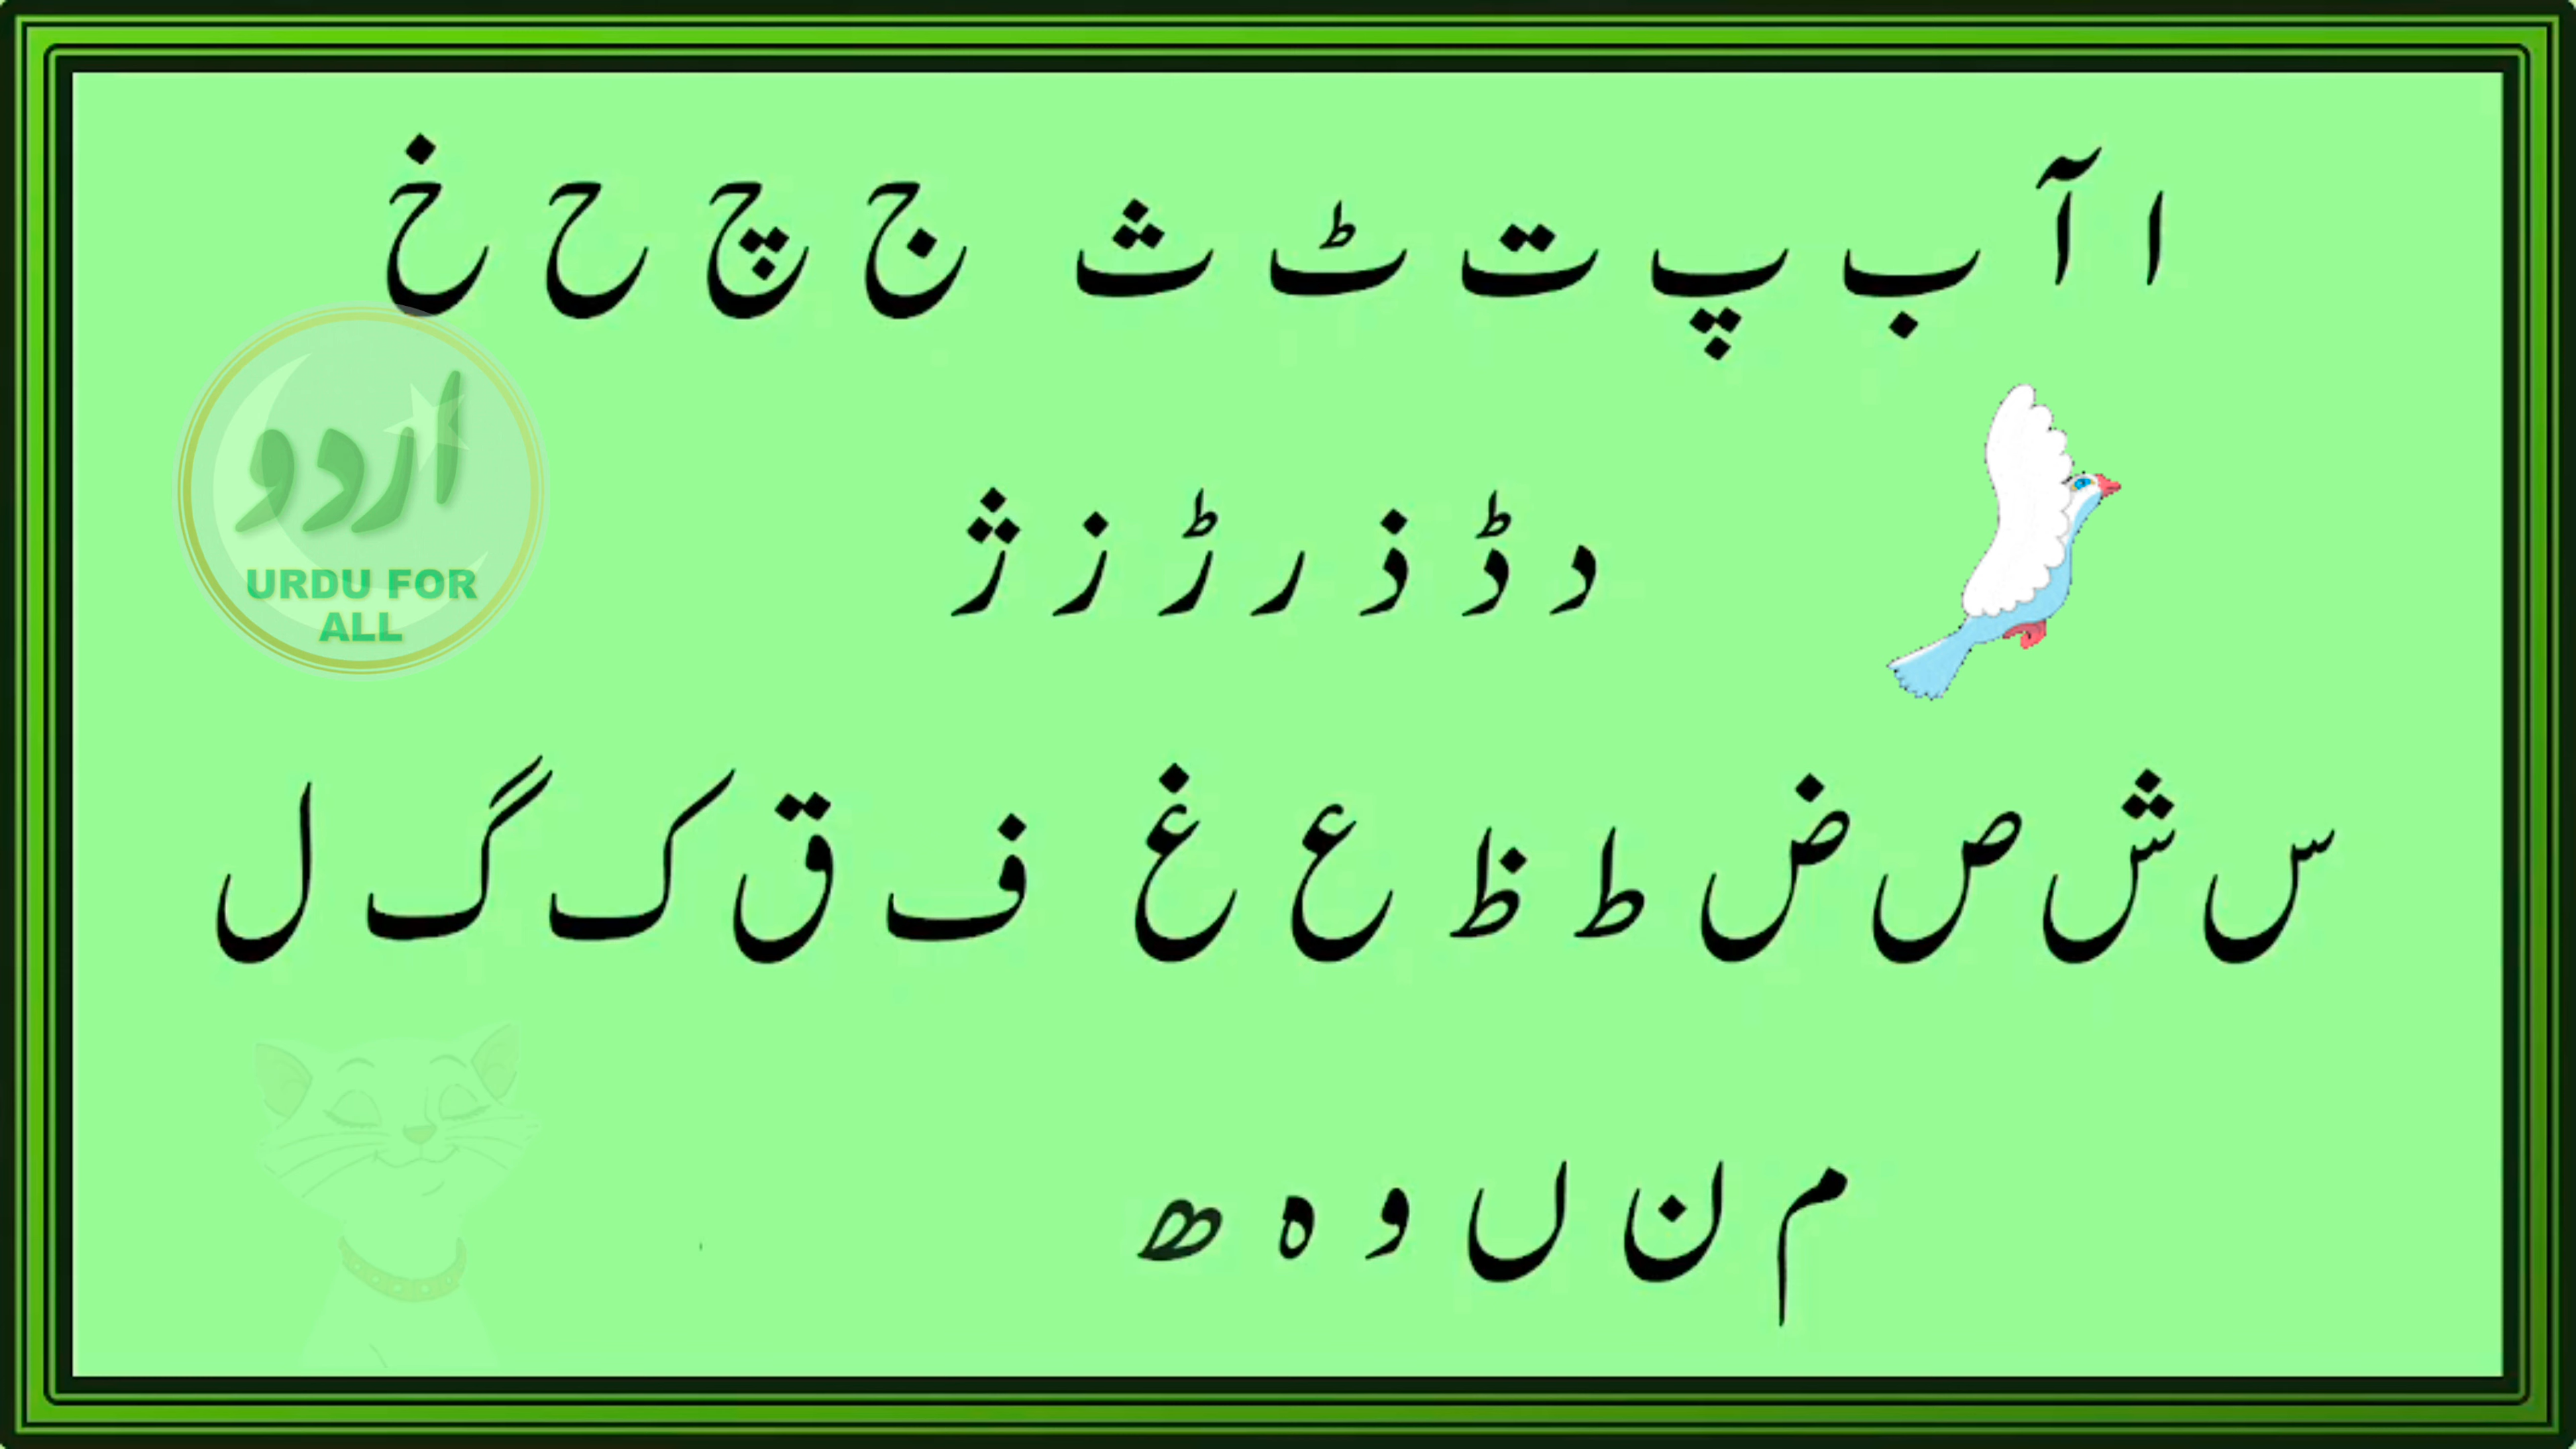 ا آ ب پ ت ٹ ث ج چ ح خ
د ڈ ذ ر ڑ ز ژ
اردو
URDU FOR
ALL
س ش ص ض ط ظ ع غ ف ق ک گ ل
م ن ں و ہ ھ